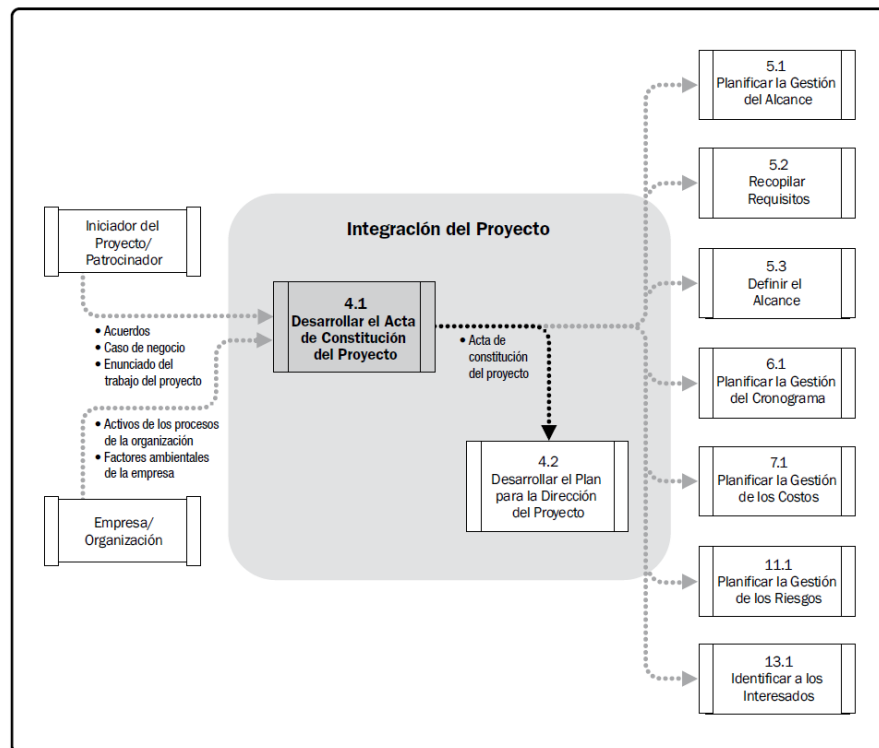 Iniciador del
Proyecto/
Patrocinador
• Acuerdos
• Caso de negocio
• Enunciado del
trabajo del proyecto
• Activos de los procesos
de la organización
• Factores ambientales
de la empresa
Empresa/
Organización
Integración del Proyecto
4.1
Desarrollar el Acta
de Constitución
del Proyecto
• Acta de
constitución
del proyecto
4.2
Desarrollar el Plan
para la Dirección
del Proyecto
5.1
Planificar la Gestión
del Alcance
5.2
Recopilar
Requisitos
5.3
Definir el
Alcance
6.1
Planificar la Gestión
del Cronograma
7.1
Planificar la Gestión
de los Costos
11.1
Planificar la Gestión
de los Riesgos
13.1
Identificar a los
Interesados